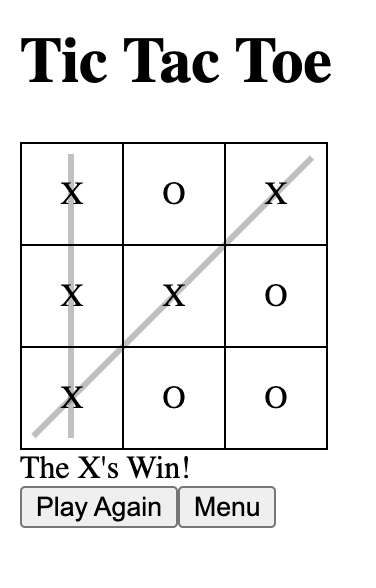 Tic Tac Toe
X O X
X X O
X O O
The X's Win!
Play Again Menu